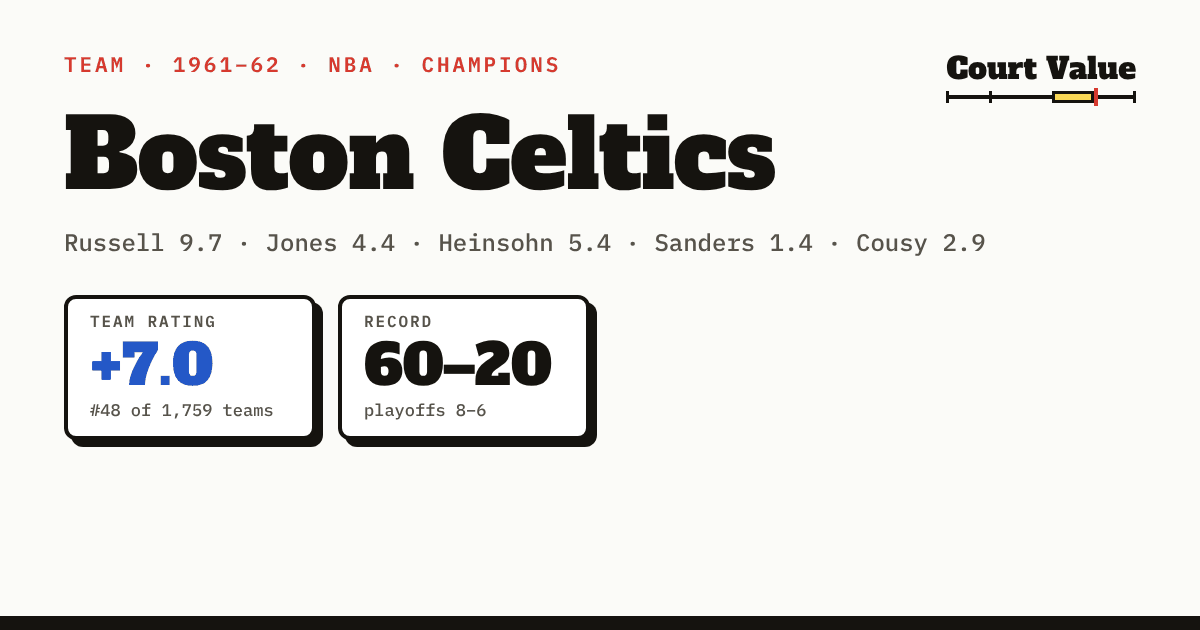 TEAM · 1961–62 · NBA · CHAMPIONS
Court Value
Boston Celtics
Russell 9.7 · Jones 4.4 · Heinsohn 5.4 · Sanders 1.4 · Cousy 2.9
TEAM RATING
+7.0
#48 of 1,759 teams
RECORD
60–20
playoffs 8–6